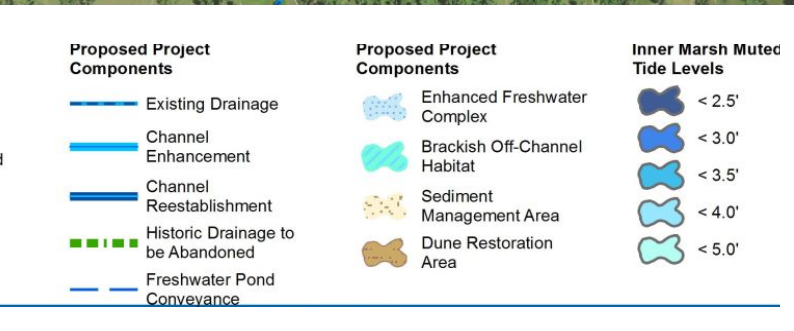 Proposed Project
Components
Existing Drainage
Channel
Enhancement
Channel
Reestablishment
Historic Drainage to
be Abandoned
Freshwater Pond
Conveyance
Proposed Project
Components
Enhanced Freshwater
Complex
Brackish Off-Channel
Habitat
Sediment
Management Area
Dune Restoration
Area
Inner Marsh Muted
Tide Levels
< 2.5'
< 3.0'
< 3.5'
< 4.0'
< 5.0'